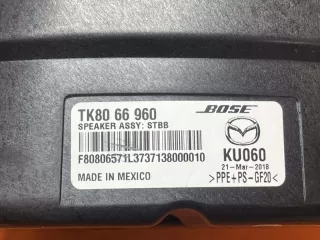 TK80 66 960
BOSE
SPEAKER ASSY; STBB
F80806571L3737138000010
KU060
21-Mar-2018
MADE IN MEXICO
>PPE+PS-GF20<